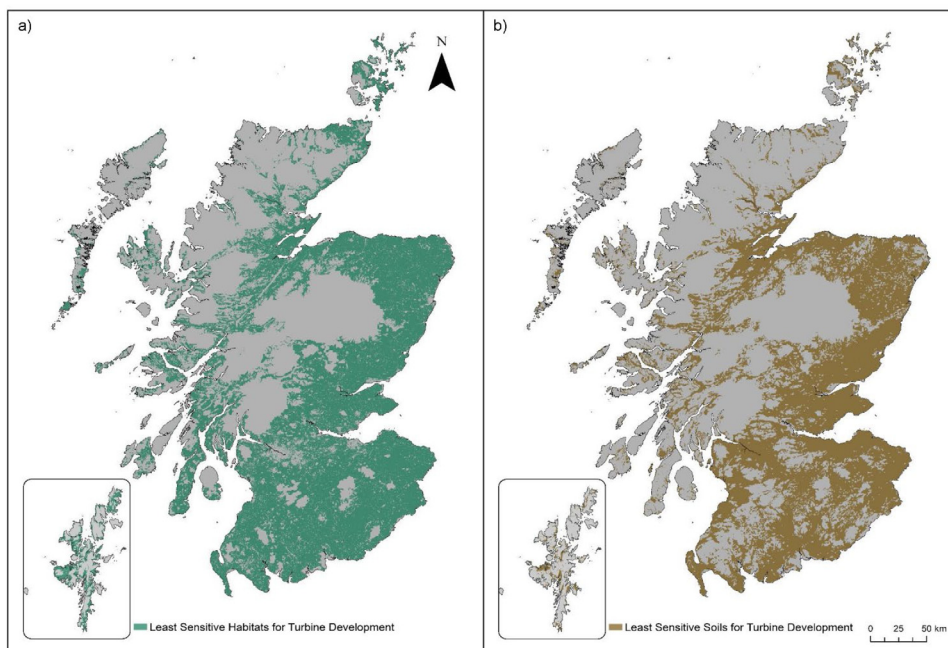 a)
N
Least Sensitive Habitats for Turbine Development
b)
Least Sensitive Soils for Turbine Development
0 25 50 km